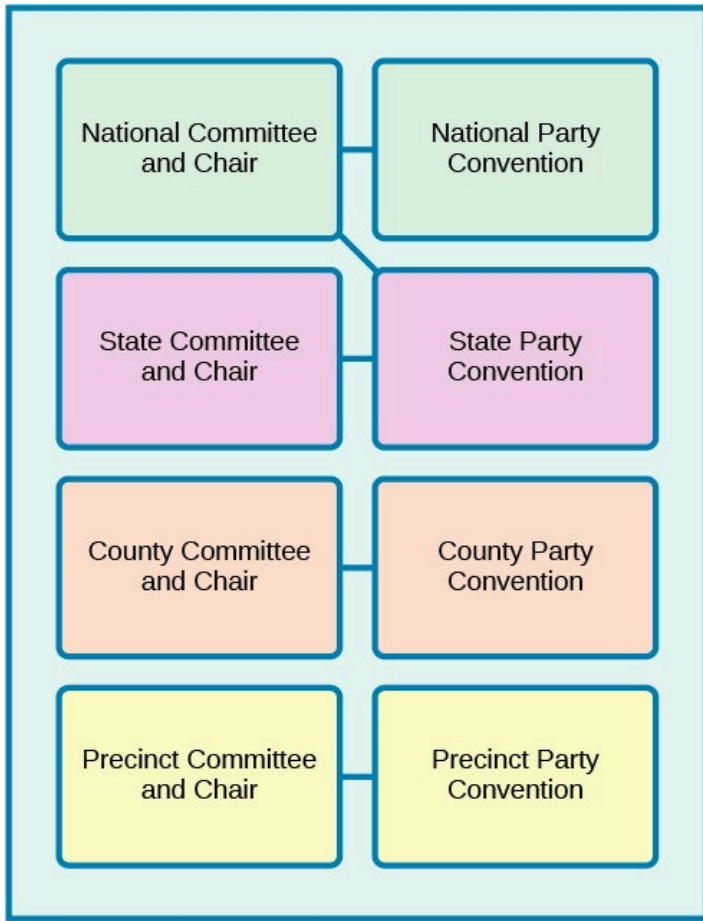 National Committee
and Chair
National Party
Convention
State Committee
and Chair
State Party
Convention
County Committee
and Chair
County Party
Convention
Precinct Committee
and Chair
Precinct Party
Convention